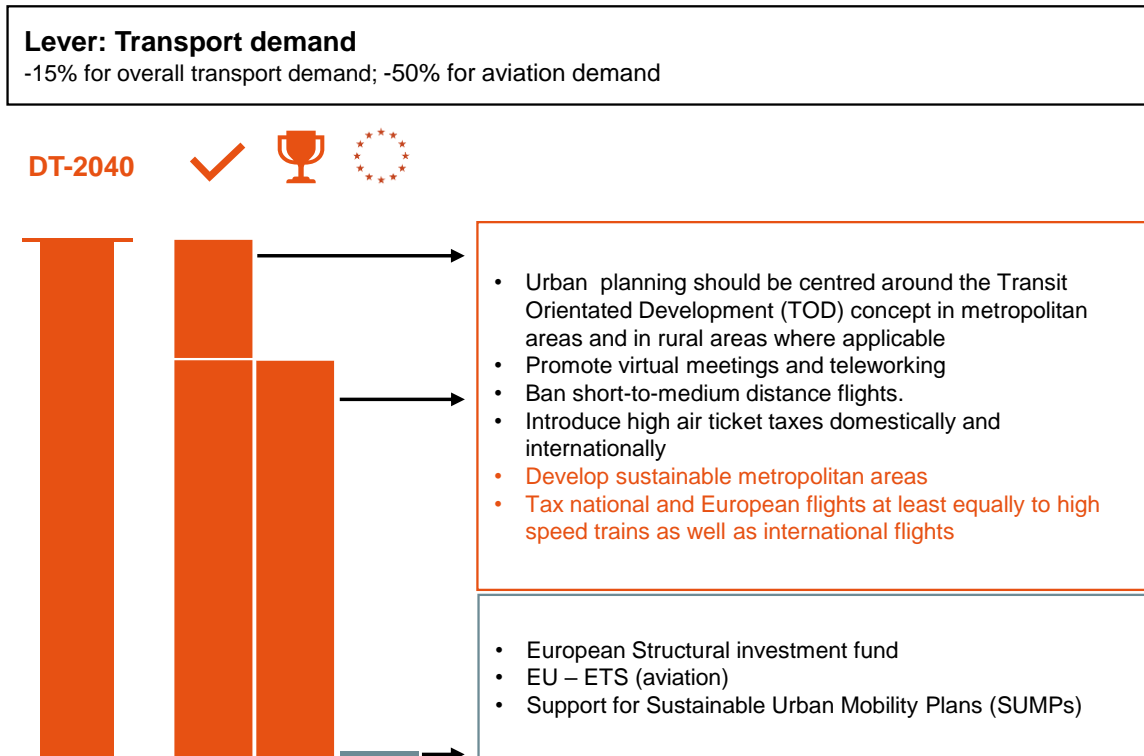 Lever: Transport demand
-15% for overall transport demand; -50% for aviation demand
DT-2040
• Urban  planning should be centred around the Transit
Orientated Development (TOD) concept in metropolitan
areas and in rural areas where applicable
• Promote virtual meetings and teleworking
• Ban short-to-medium distance flights.
• Introduce high air ticket taxes domestically and
internationally
• Develop sustainable metropolitan areas
• Tax national and European flights at least equally to high
speed trains as well as international flights
• European Structural investment fund
• EU – ETS (aviation)
• Support for Sustainable Urban Mobility Plans (SUMPs)